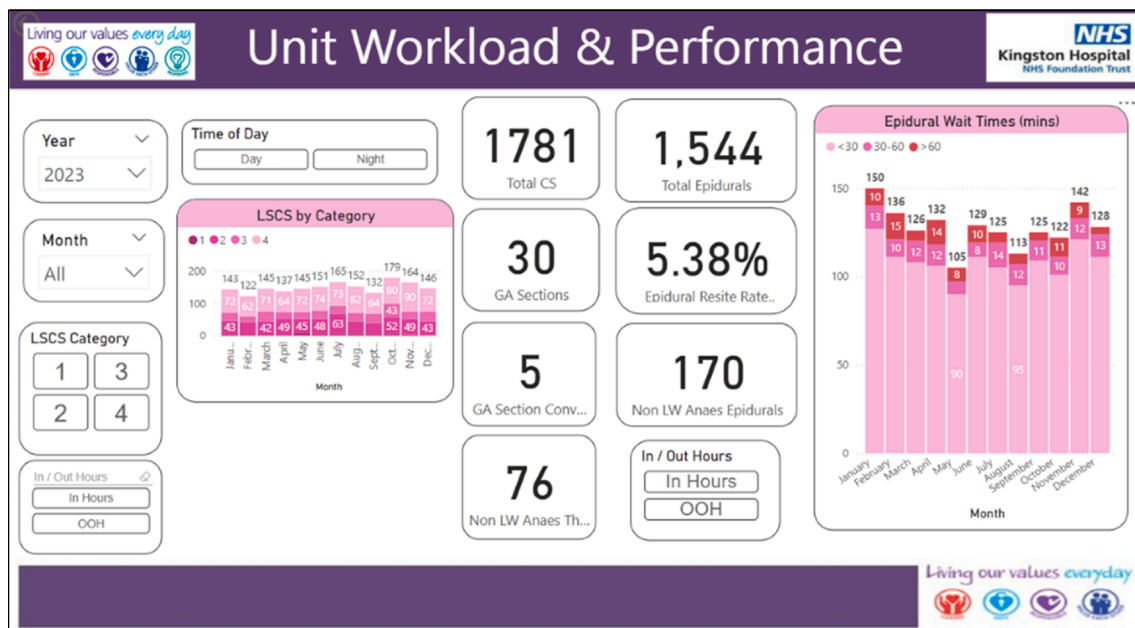 Living our values every day
Unit Workload & Performance
NHS
Kingston Hospital
NHS Foundation Trust
Year
2023
Month
All
LSCS Category
1
3
2
4
In / Out Hours
In Hours
OOH
Time of Day
Day
Night
LSCS by Category
1 2 3 4
200
100
0
143 122 145 137 145 151 165 152 132 179 164 146
72 62 71 64 72 74 73 82 64 80 90 72
43
43 42 49 45 48 63 52 49 43
Janu... Febr... March April May June July Aug... Sept... Oct... Nov... Dec...
Month
1781
Total CS
30
GA Sections
5
GA Section Conv...
76
Non LW Anaes Th...
1,544
Total Epidurals
5.38%
Epidural Resite Rate..
170
Non LW Anaes Epidurals
In / Out Hours
In Hours
OOH
Epidural Wait Times (mins)
<30 30-60 >60
150
100
50
0
150 136 126 132 105 129 125 113 125 122 142 128
10 15 14 8 10 11 9
13 10 12 12 8 14 12 11 10 12 13
90 95
January February March April May June July August September October November December
Month
Living our values everyday